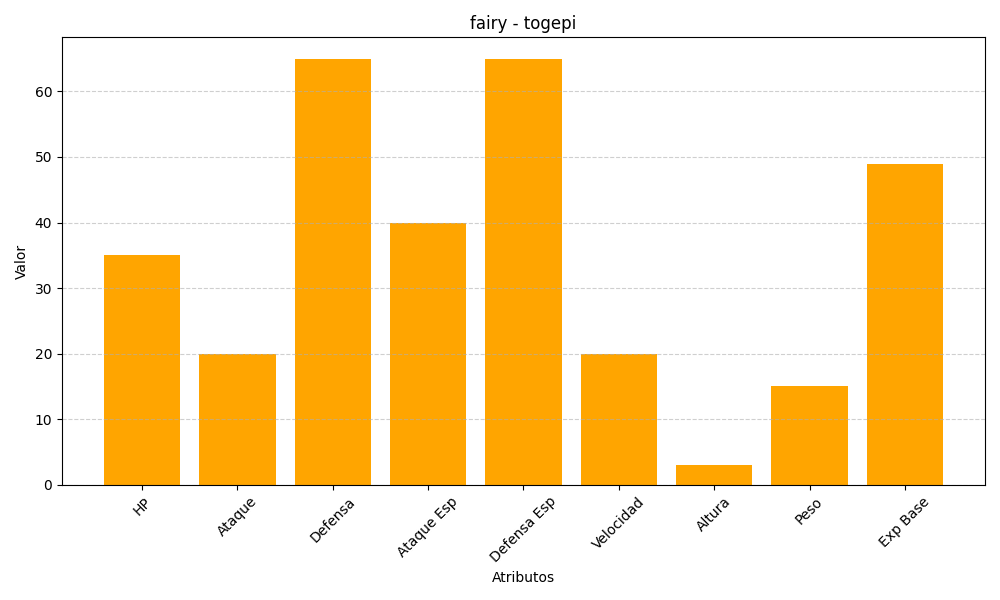 fairy - togepi
Valor
60
50
40
30
20
10
0
HP
Ataque
Defensa
Ataque Esp
Defensa Esp
Velocidad
Altura
Peso
Exp Base
Atributos